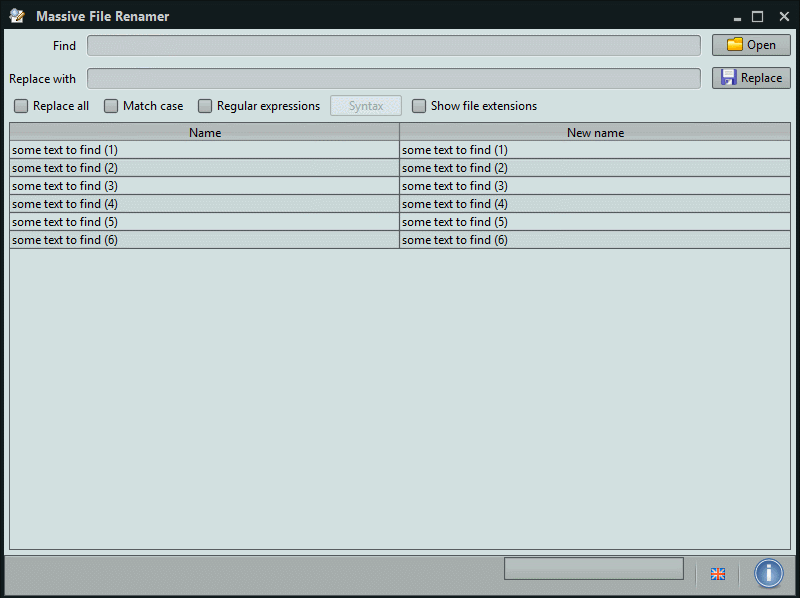 Massive File Renamer
Find
Open
Replace with
Replace
Replace all Match case Regular expressions Syntax Show file extensions
Name New name
some text to find (1) some text to find (1)
some text to find (2) some text to find (2)
some text to find (3) some text to find (3)
some text to find (4) some text to find (4)
some text to find (5) some text to find (5)
some text to find (6) some text to find (6)